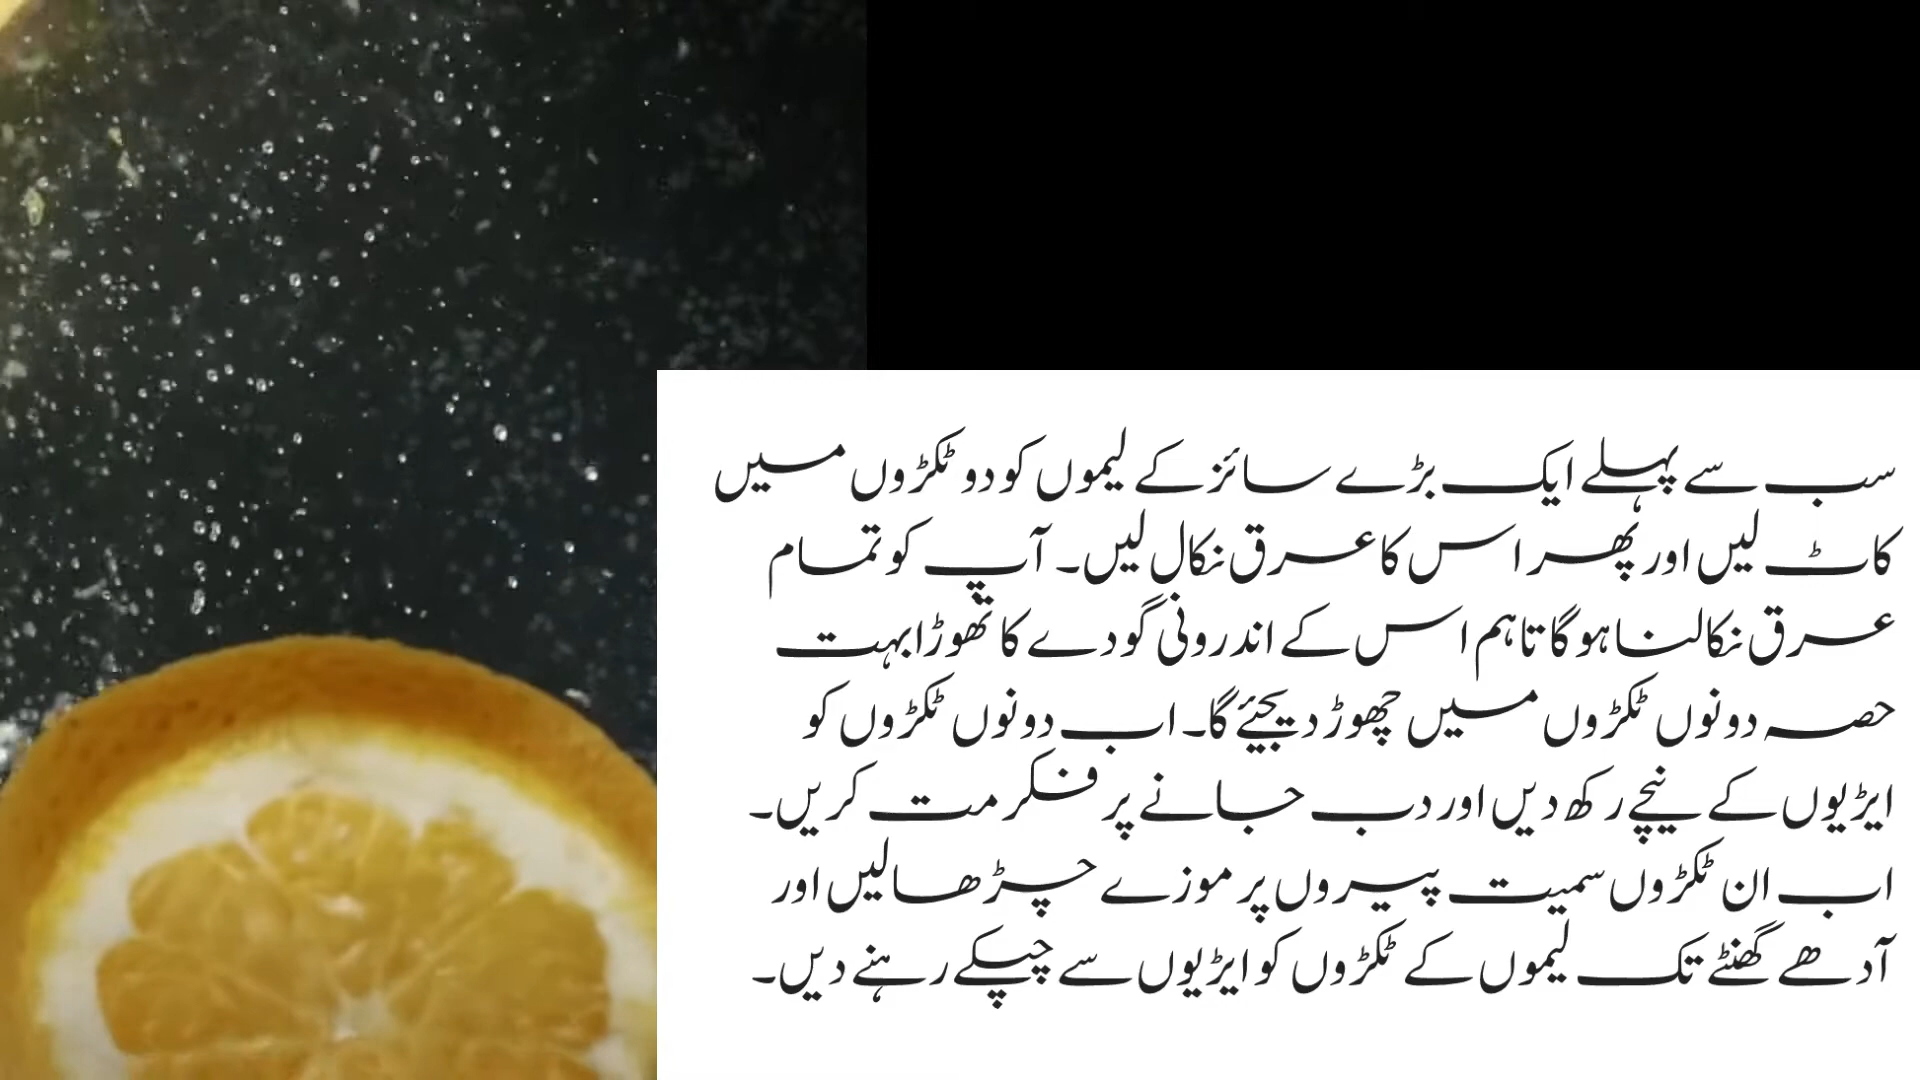 سب سے پہلے ایک بڑے سائز کے لیموں کو دو ٹکڑوں میں
کاٹ لیں اور پھر اس کا عرق نکال لیں۔ آپ کو تمام
عرق نکالنا ہوگا تاہم اس کے اندرونی گودے کا تھوڑا بہت
حصہ دونوں ٹکڑوں میں چھوڑ دیجئے گا۔ اب دونوں ٹکڑوں کو
ایڑیوں کے نیچے رکھ دیں اور دب جانے پر فکر مت کریں۔
اب ان ٹکڑوں سمیت پیروں پر موزے چڑھالیں اور
آدھے گھنٹے تک لیموں کے ٹکڑوں کو ایڑیوں سے چپکے رہنے دیں۔